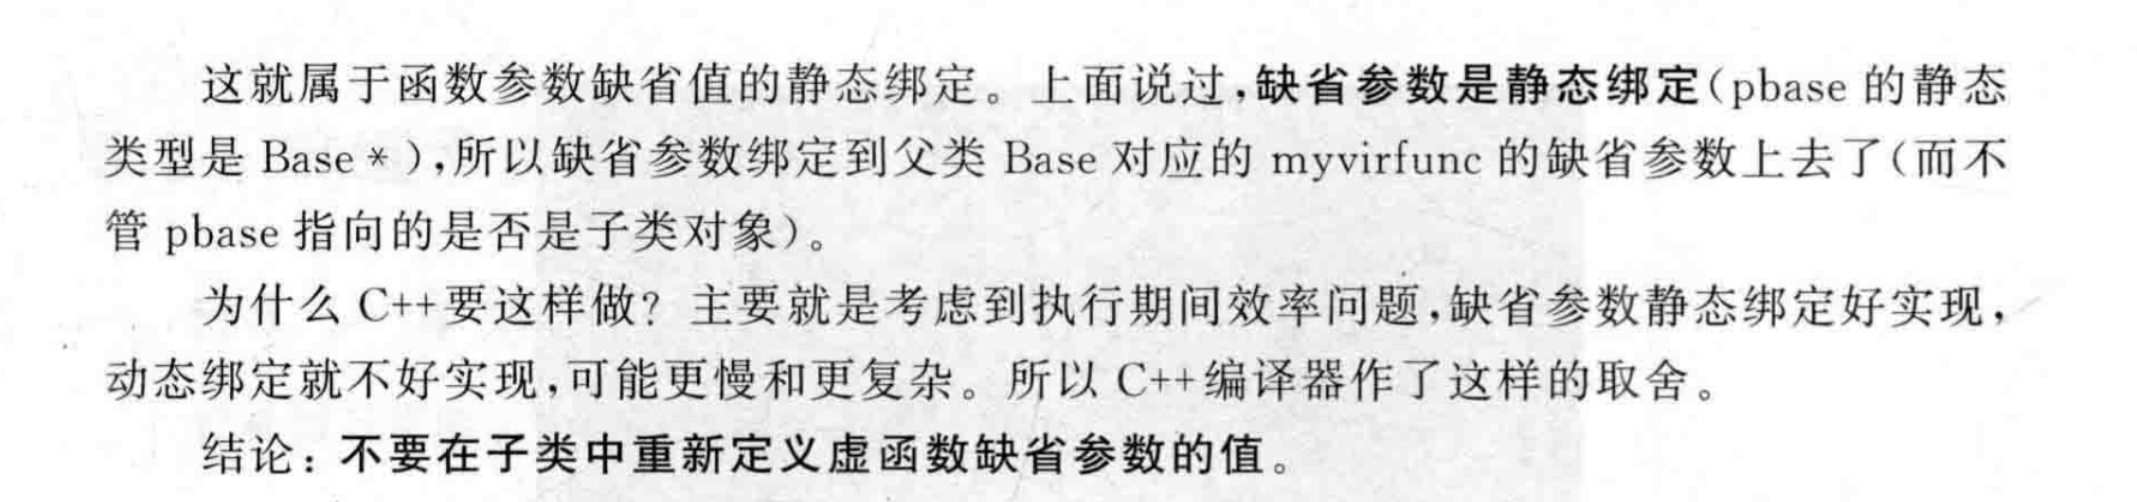 这就属于函数参数缺省值的静态绑定。上面说过,缺省参数是静态绑定(pbase 的静态
类型是 Base *),所以缺省参数绑定到父类 Base 对应的 myvirfunc 的缺省参数上去了(而不
管 pbase 指向的是否是子类对象)。
为什么 C++要这样做? 主要就是考虑到执行期间效率问题,缺省参数静态绑定好实现,
动态绑定就不好实现,可能更慢和更复杂。所以 C++编译器作了这样的取舍。
结论:不要在子类中重新定义虚函数缺省参数的值。